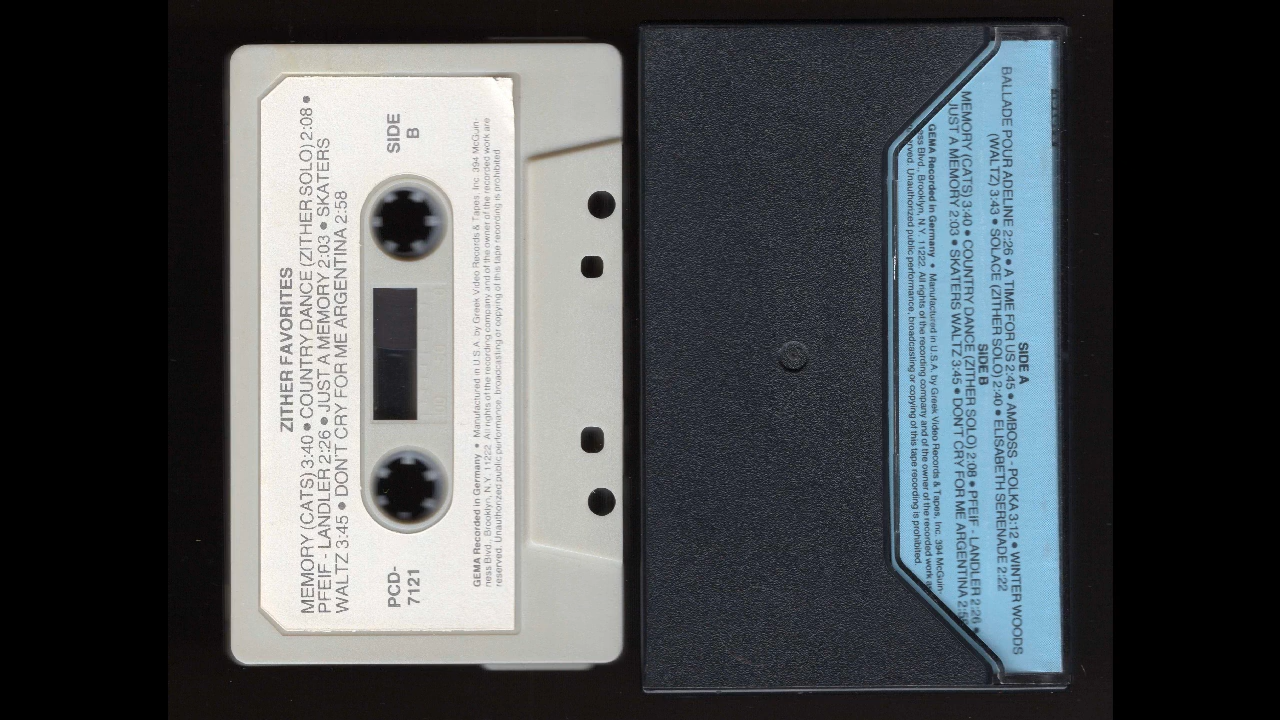 ZITHER FAVORITES
MEMORY (CATS) 3:40 ● COUNTRY DANCE (ZITHER SOLO) 2:08 ●
PFEIF - LANDLER 2:26 ● JUST A MEMORY 2:03 ● SKATERS
WALTZ 3:45 ● DON'T CRY FOR ME ARGENTINA 2:58
PCD-
7121
SIDE
B
GEMA Recorded in Germany. ● Manufactured in U.S.A. by Greek Video Records & Tapes, Inc. 394 McGuin-
ness Blvd., Brooklyn, N.Y. 11222. All rights of the recording company and of the owner of the recorded work are
reserved. Unauthorized public performance, broadcasting or copying of this tape recording is prohibited.
SIDE A
BALLADE POUR ADELINE 2:26 ● A TIME FOR US 2:45 ● AMBOSS - POLKA 3:12 ● WINTER WOODS
(WALTZ) 3:43 ● SOLACE (ZITHER SOLO) 2:40 ● ELISABETH SERENADE 2:22
SIDE B
MEMORY (CATS) 3:40 ● COUNTRY DANCE (ZITHER SOLO) 2:08 ● PFEIF - LANDLER 2:26 ●
JUST A MEMORY 2:03 ● SKATERS WALTZ 3:45 ● DON'T CRY FOR ME ARGENTINA 2:58
GEMA Recorded in Germany ● Manufactured in U.S.A. by Greek Video Records & Tapes, Inc. 394 McGuin-
ness Blvd., Brooklyn, N.Y. 11222. All rights of the recording company and of the owner of the recorded work are
served. Unauthorized public performance, broadcasting or copying of this tape recording is prohibited.